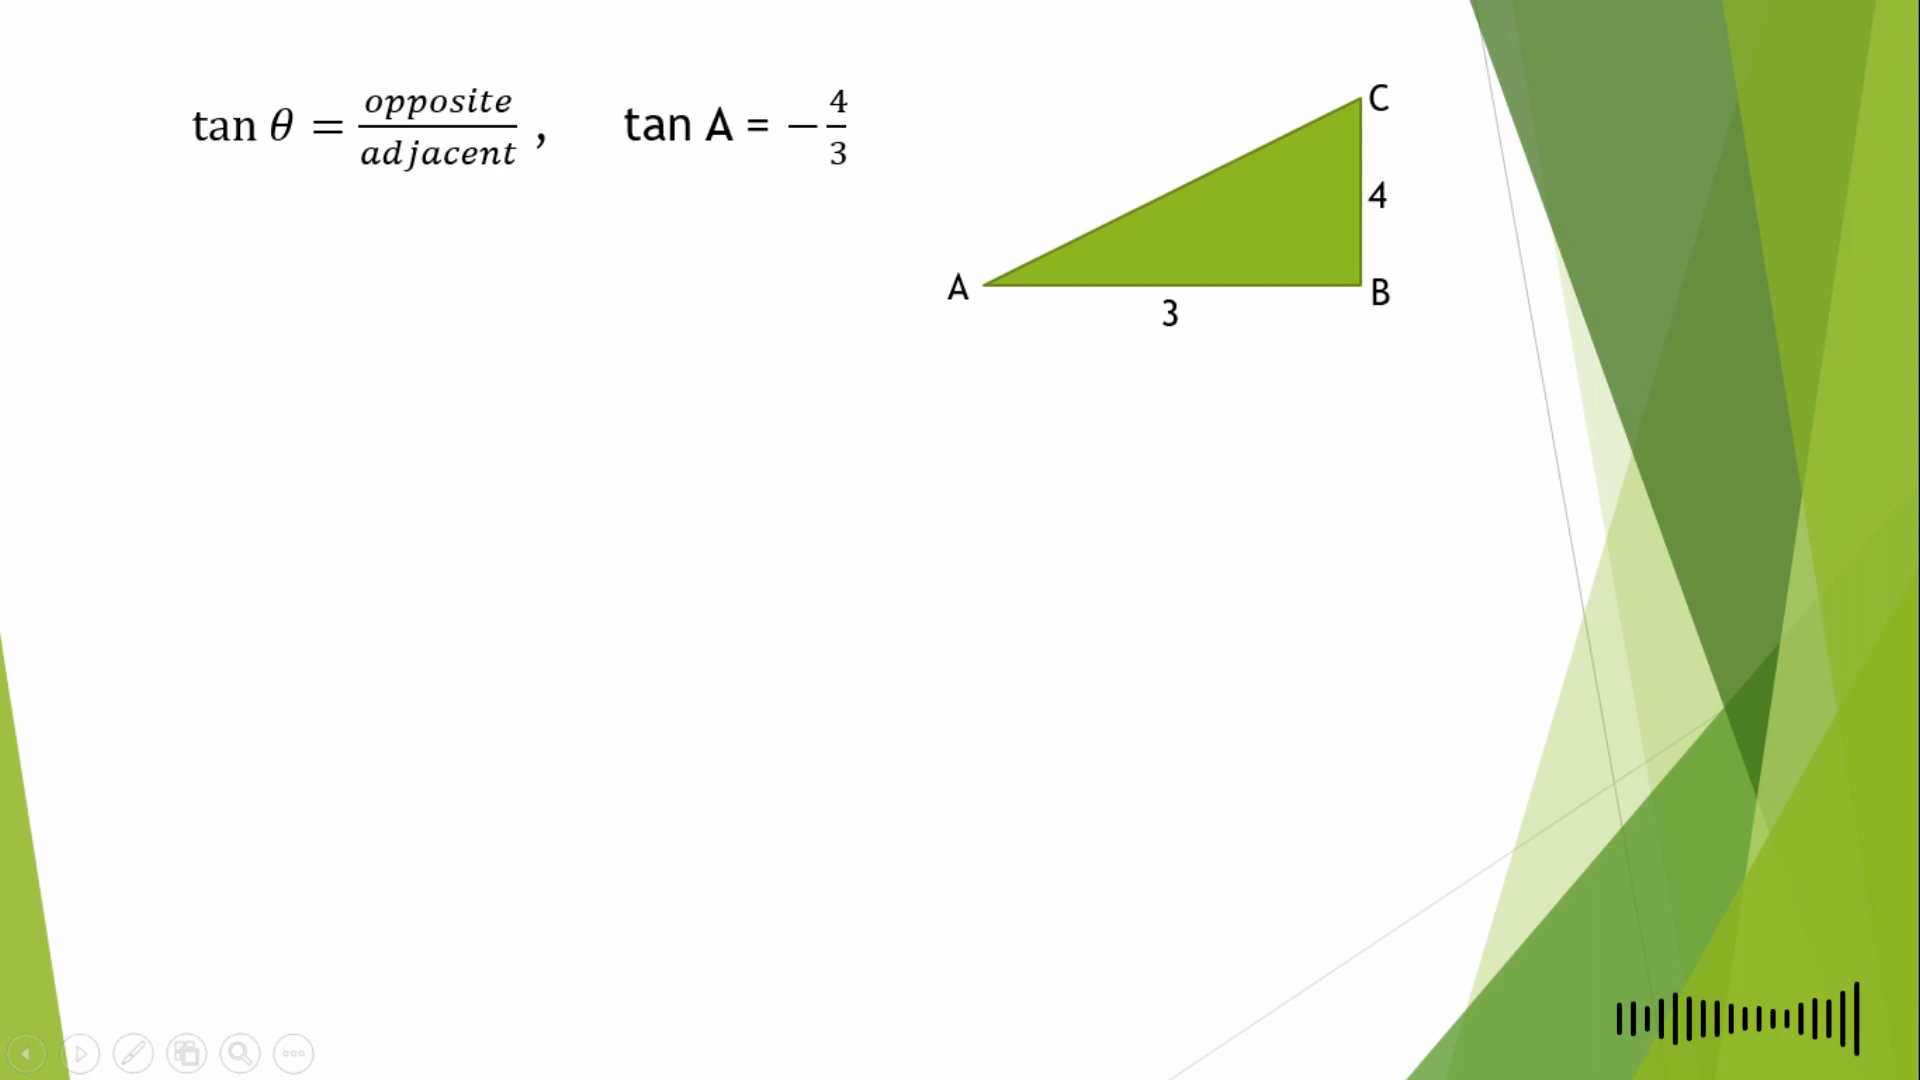 tan θ = opposite/adjacent , tan A = −4/3
C
4
A
B
3